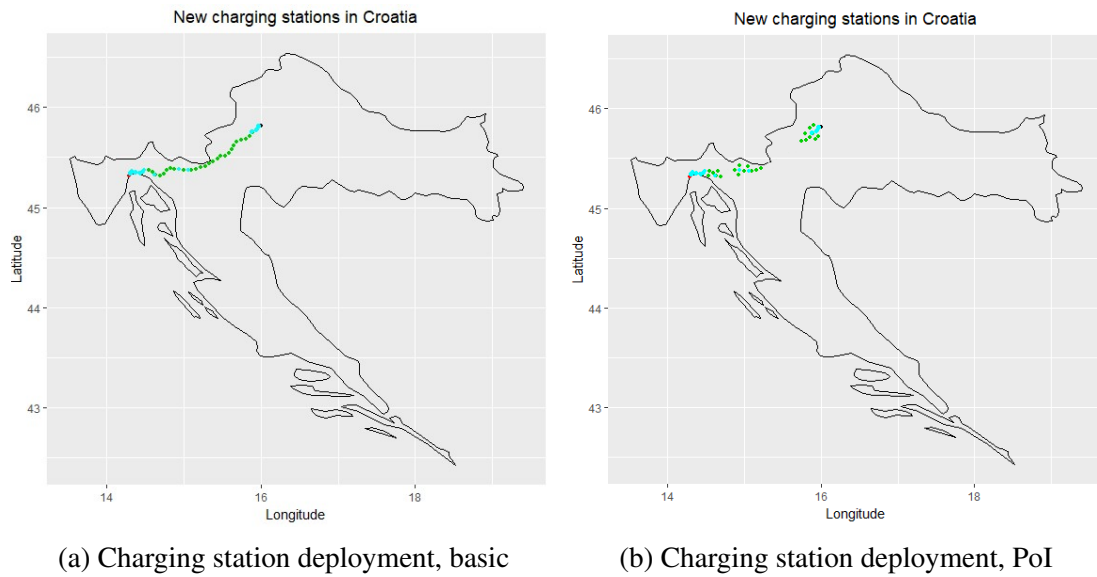 New charging stations in Croatia
46
45
44
43
Latitude
14
16
18
Longitude
(a) Charging station deployment, basic
New charging stations in Croatia
46
45
44
43
Latitude
14
16
18
Longitude
(b) Charging station deployment, PoI